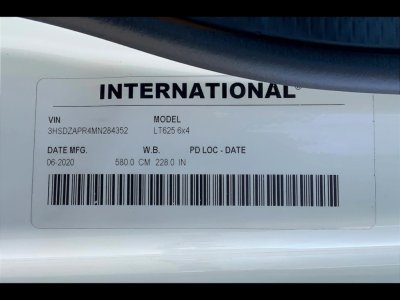 INTERNATIONAL®
VIN MODEL
3HSDZAPR4MN284352 LT625 6x4
DATE MFG. W.B. PD LOC - DATE
06-2020 580.0 CM 228.0 IN